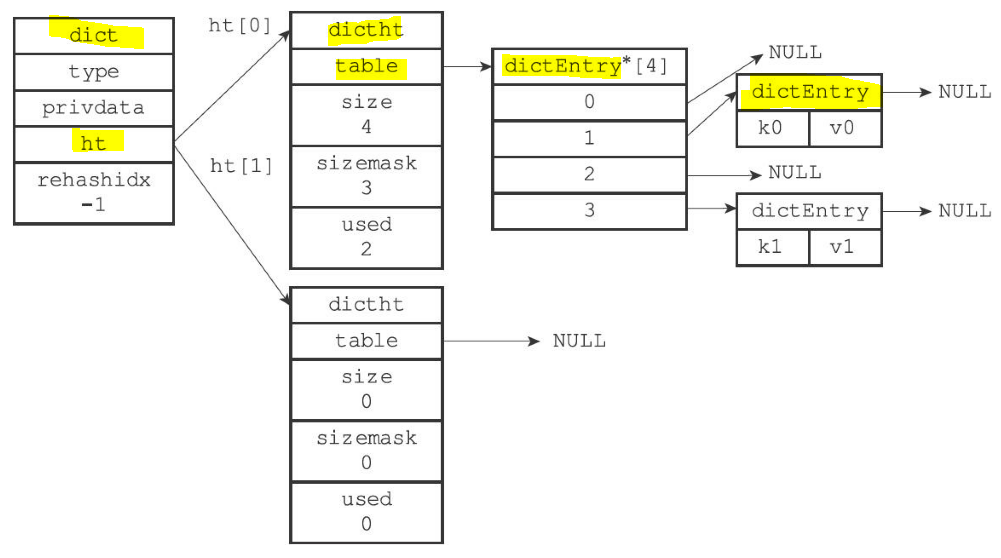 dict
type
privdata
ht
rehashidx
-1
ht[0]
ht[1]
dictht
table
size
4
sizemask
3
used
2
dictEntry*[4]
0
1
2
3
NULL
dictEntry
k0 v0
NULL
NULL
dictEntry
k1 v1
NULL
dictht
table
NULL
size
0
sizemask
0
used
0